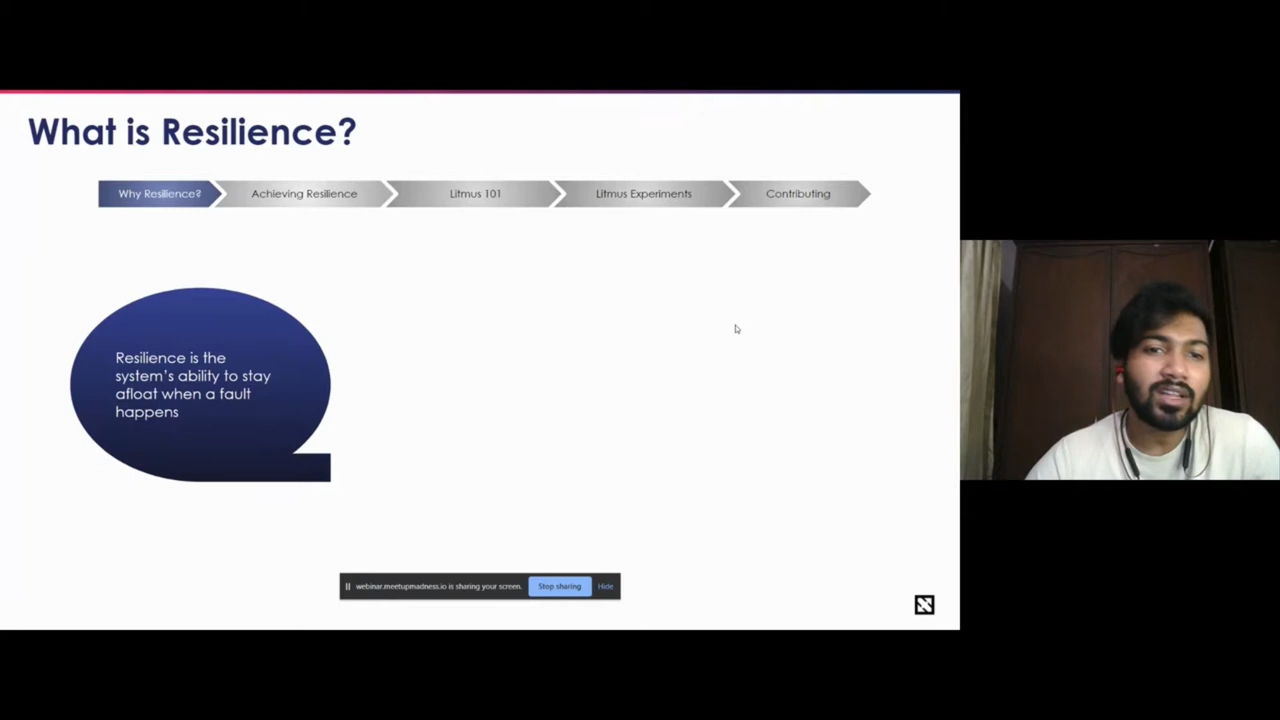 What is Resilience?
Why Resilience?
Achieving Resilience
Litmus 101
Litmus Experiments
Contributing
Resilience is the
system's ability to stay
afloat when a fault
happens
webinar.meetupmadness.io is sharing your screen.
Stop sharing
Hide